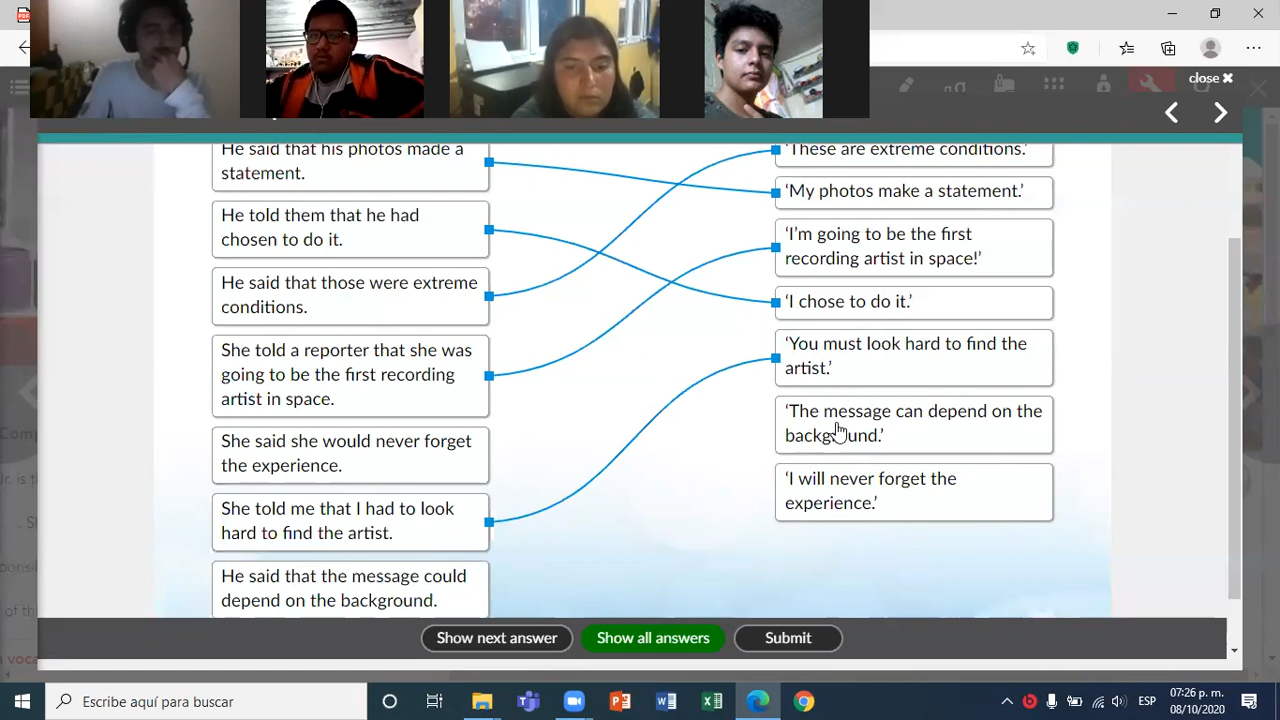 close ✖
He said that his photos made a
statement.
He told them that he had
chosen to do it.
He said that those were extreme
conditions.
She told a reporter that she was
going to be the first recording
artist in space.
She said she would never forget
the experience.
She told me that I had to look
hard to find the artist.
He said that the message could
depend on the background.
‘These are extreme conditions.’
‘My photos make a statement.’
‘I’m going to be the first
recording artist in space!’
‘I chose to do it.’
‘You must look hard to find the
artist.’
‘The message can depend on the
background.’
‘I will never forget the
experience.’
Show next answer
Show all answers
Submit
Escribe aquí para buscar
ESP
07:26 p. m.
08/10/2020